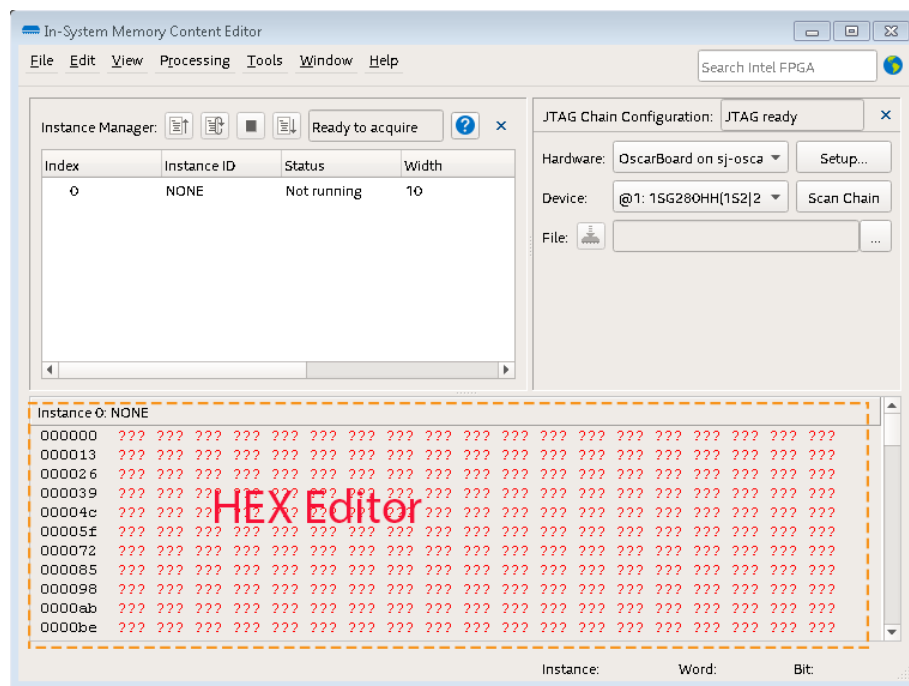 In-System Memory Content Editor
File Edit View Processing Tools Window Help
Search Intel FPGA
Instance Manager: Ready to acquire
Index Instance ID Status Width
0 NONE Not running 10
JTAG Chain Configuration: JTAG ready
Hardware: OscarBoard on sj-osca Setup...
Device: @1: 1SG280HH(1S2|2 Scan Chain
File: ...
Instance 0: NONE
000000 ??? ??? ??? ??? ??? ??? ??? ??? ??? ??? ??? ??? ??? ??? ??? ??? ??? ??? ???
000013 ??? ??? ??? ??? ??? ??? ??? ??? ??? ??? ??? ??? ??? ??? ??? ??? ??? ??? ???
000026 ??? ??? ??? ??? ??? ??? ??? ??? ??? ??? ??? ??? ??? ??? ??? ??? ??? ??? ???
000039 ??? ??? ??? ??? ??? ??? ??? ??? ??? ??? ??? ??? ??? ??? ??? ??? ??? ??? ???
00004c ??? ??? ??? ??? ??? ??? ??? ??? ??? ??? ??? ??? ??? ??? ??? ??? ??? ??? ???
HEX Editor
00005f ??? ??? ??? ??? ??? ??? ??? ??? ??? ??? ??? ??? ??? ??? ??? ??? ??? ??? ???
000072 ??? ??? ??? ??? ??? ??? ??? ??? ??? ??? ??? ??? ??? ??? ??? ??? ??? ??? ???
000085 ??? ??? ??? ??? ??? ??? ??? ??? ??? ??? ??? ??? ??? ??? ??? ??? ??? ??? ???
000098 ??? ??? ??? ??? ??? ??? ??? ??? ??? ??? ??? ??? ??? ??? ??? ??? ??? ??? ???
0000ab ??? ??? ??? ??? ??? ??? ??? ??? ??? ??? ??? ??? ??? ??? ??? ??? ??? ??? ???
0000be ??? ??? ??? ??? ??? ??? ??? ??? ??? ??? ??? ??? ??? ??? ??? ??? ??? ??? ???
Instance: Word: Bit: